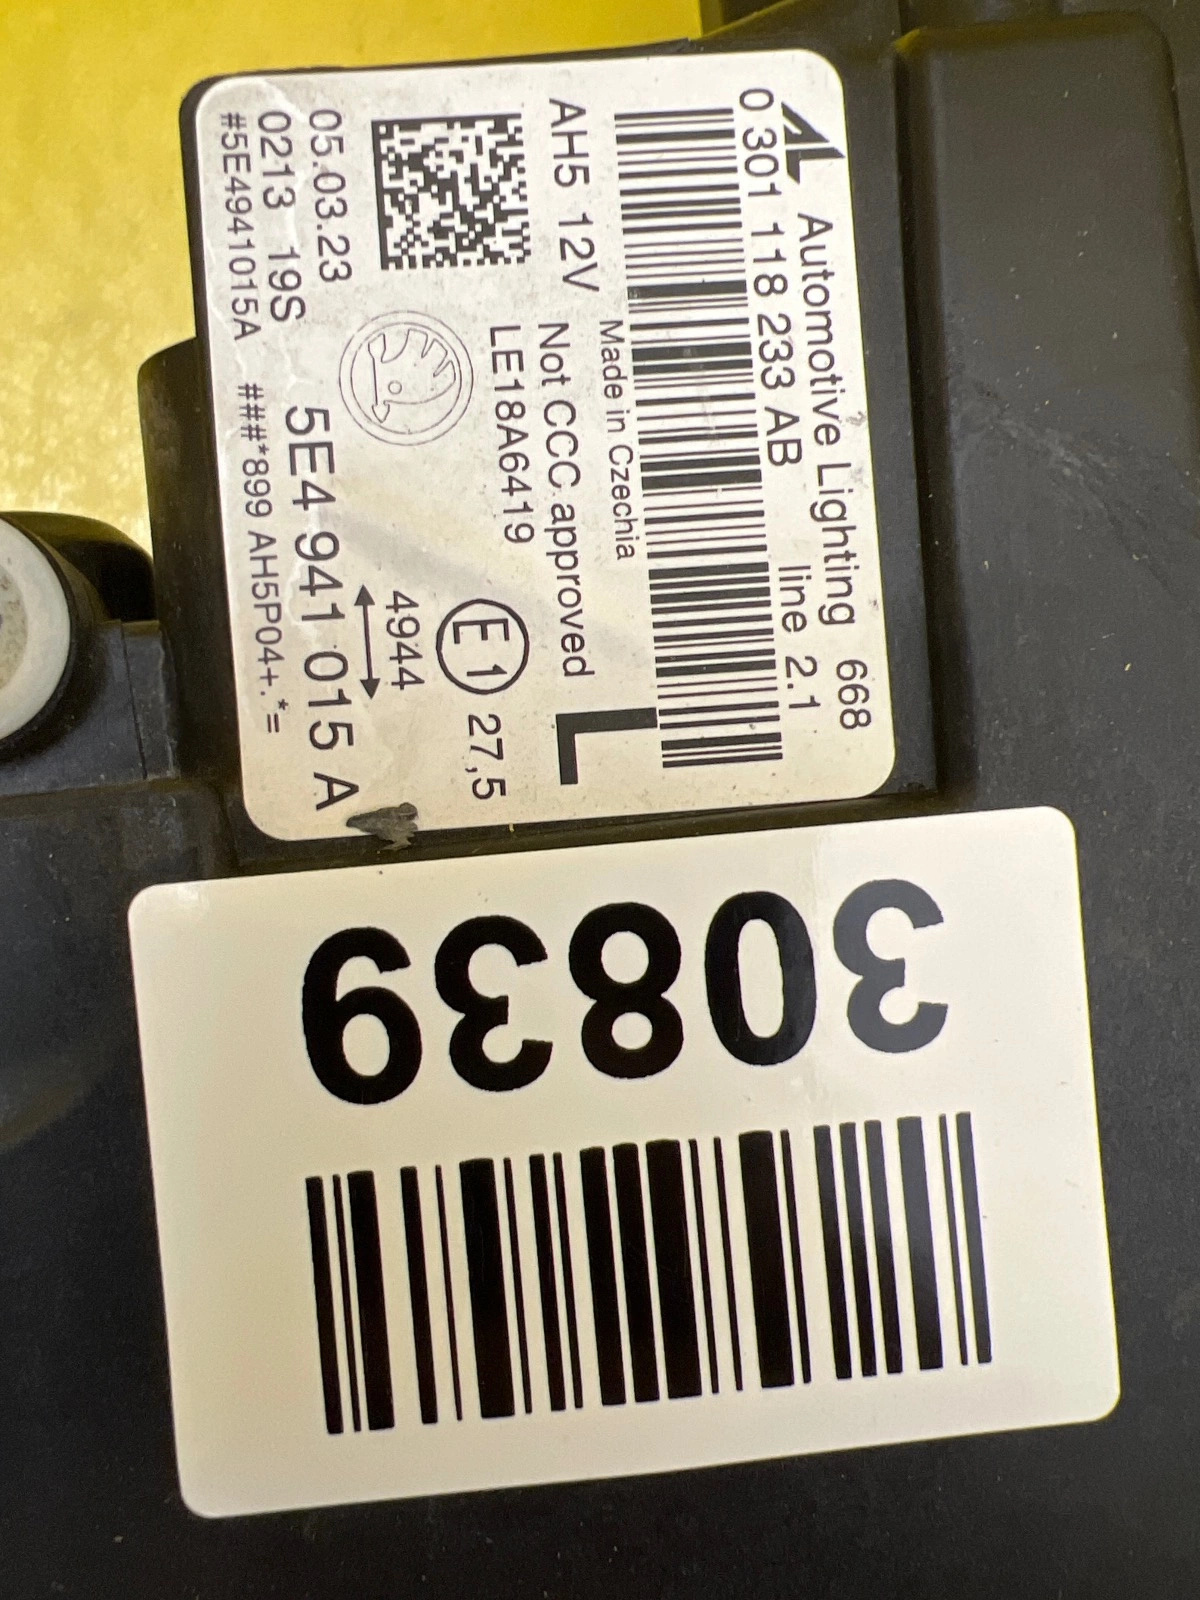 Automotive Lighting 668
0 301 118 233 AB line 2.1
Made in Czechia
L
AH5 12V Not CCC approved
LE18A6419 E1 27,5
4944
05.03.23
0213 19S 5E4 941 015 A
#5E4941015A ###*899 AH5P04+.*=
30839